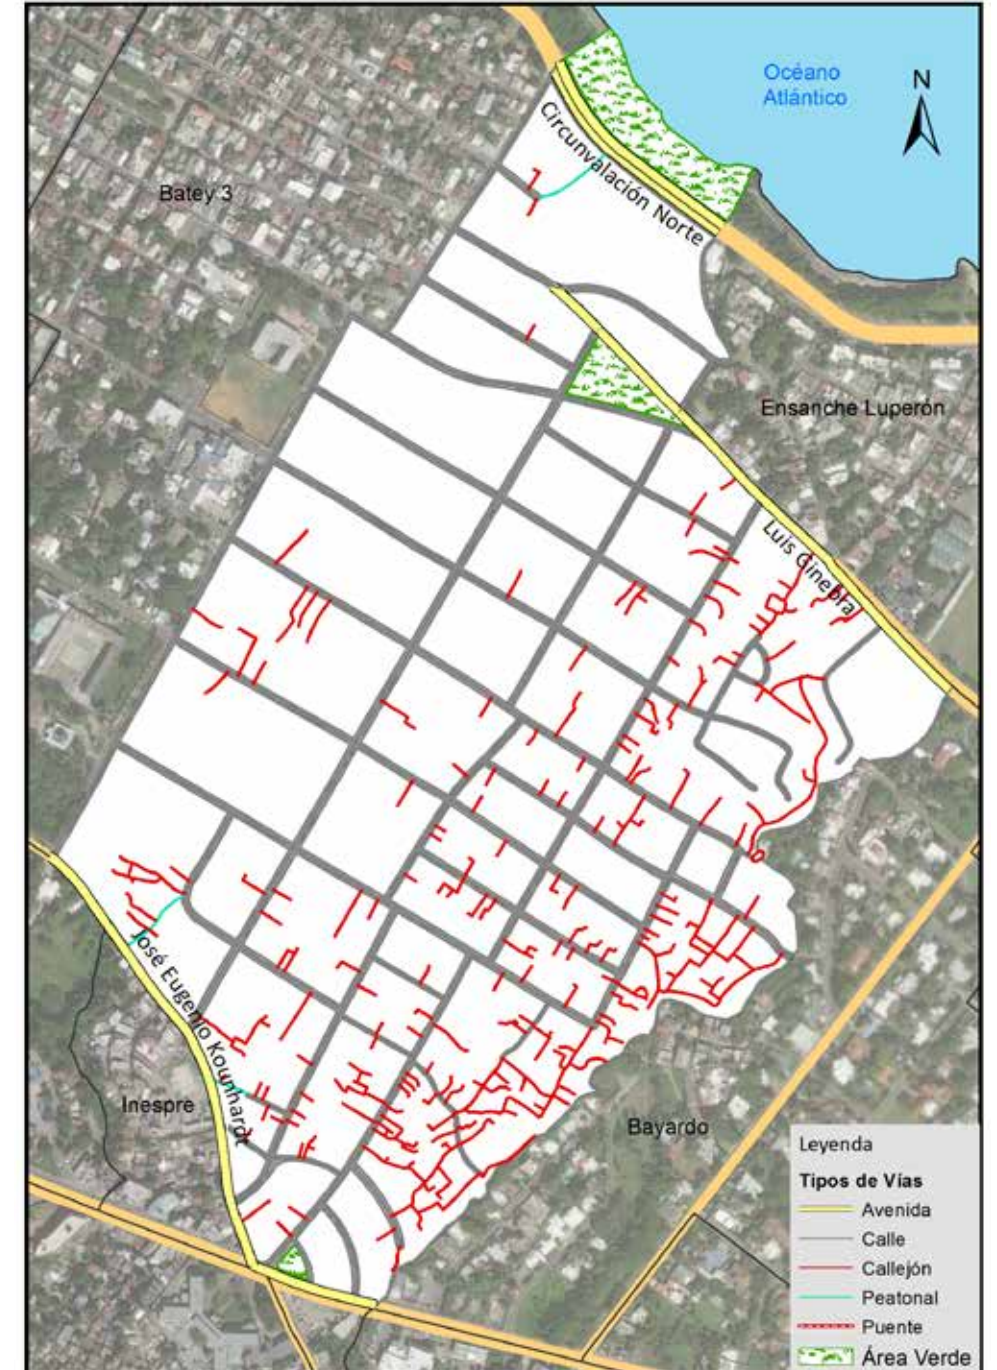 Océano
Atlántico
N
Circunvalación Norte
Batey 3
Ensanche Luperón
Luis Ginebra
José Eugenio Kounhardt
Inespre
Bayardo
Leyenda
Tipos de Vías
Avenida
Calle
Callejón
Peatonal
Puente
Área Verde